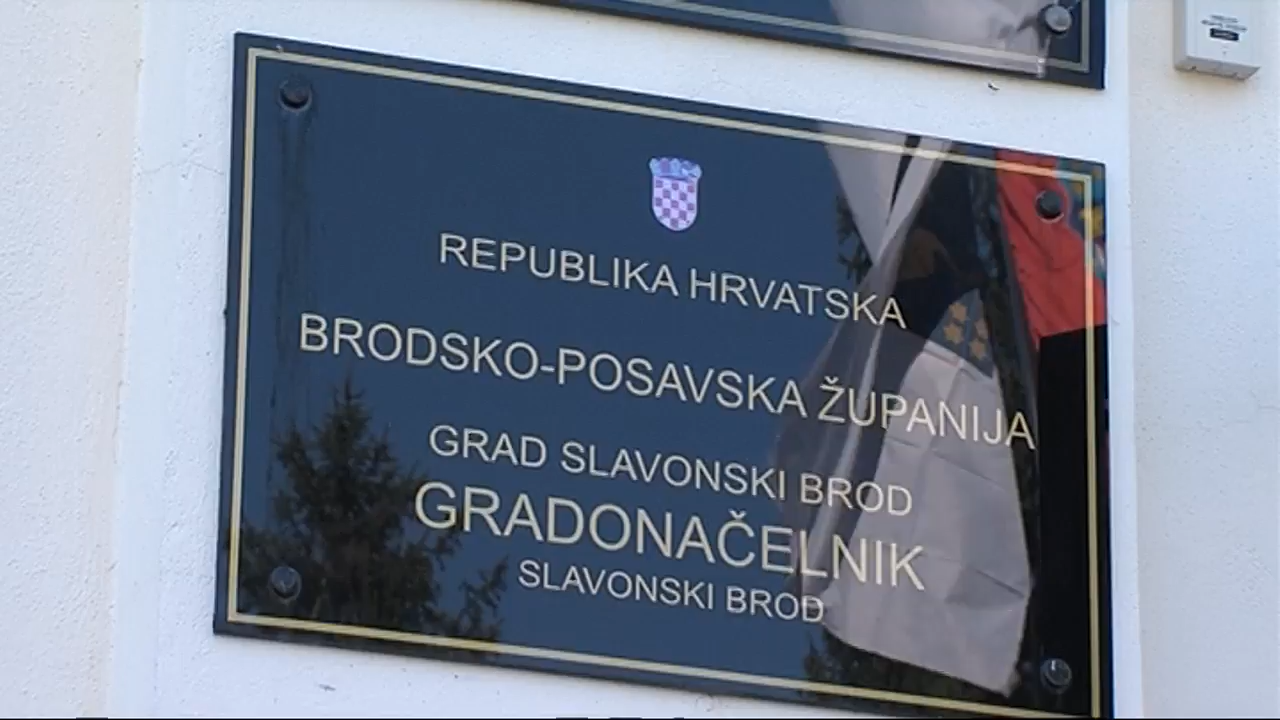 REPUBLIKA HRVATSKA
BRODSKO-POSAVSKA ŽUPANIJA
GRAD SLAVONSKI BROD
GRADONAČELNIK
SLAVONSKI BROD